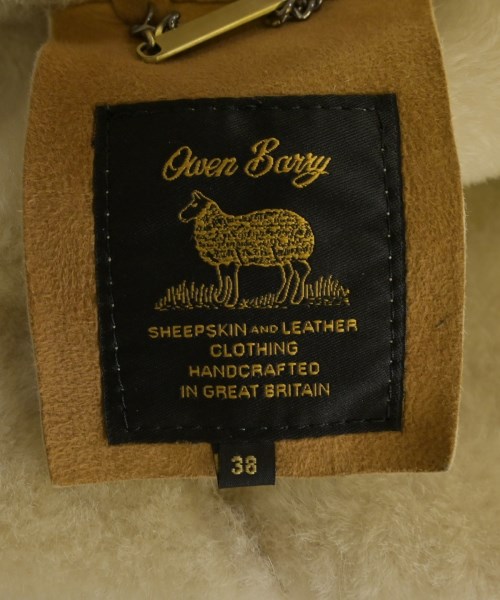 Owen Barry
SHEEPSKIN AND LEATHER
CLOTHING
HANDCRAFTED
IN GREAT BRITAIN
38